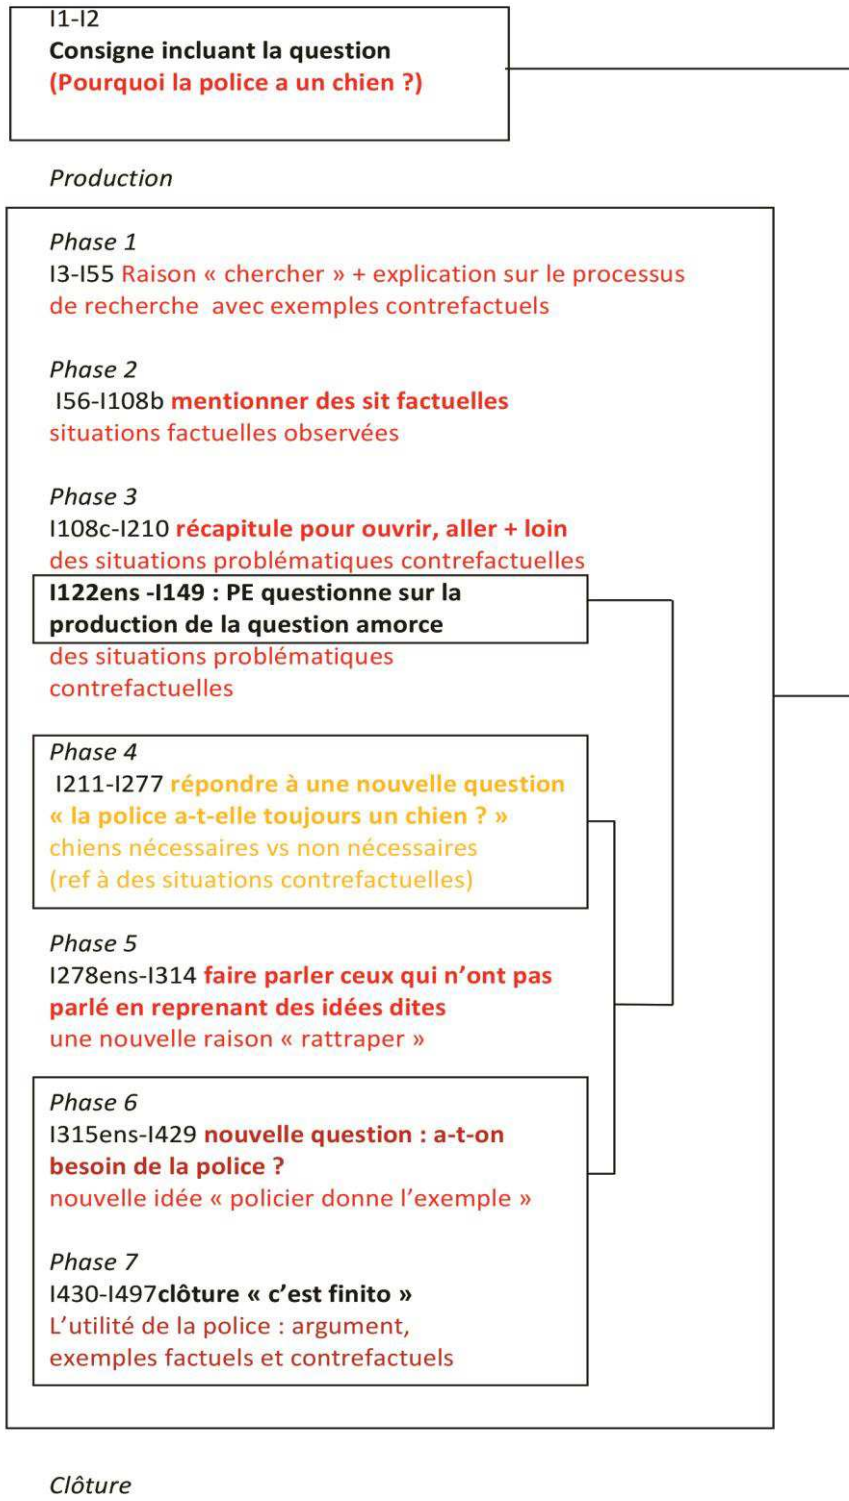 I1-I2
Consigne incluant la question
(Pourquoi la police a un chien ?)
Production
Phase 1
I3-I55 Raison « chercher » + explication sur le processus
de recherche avec exemples contrefactuels
Phase 2
I56-I108b mentionner des sit factuelles
situations factuelles observées
Phase 3
I108c-I210 récapitule pour ouvrir, aller + loin
des situations problématiques contrefactuelles
I122ens -I149 : PE questionne sur la
production de la question amorce
des situations problématiques
contrefactuelles
Phase 4
I211-I277 répondre à une nouvelle question
« la police a-t-elle toujours un chien ? »
chiens nécessaires vs non nécessaires
(ref à des situations contrefactuelles)
Phase 5
I278ens-I314 faire parler ceux qui n’ont pas
parlé en reprenant des idées dites
une nouvelle raison « rattraper »
Phase 6
I315ens-I429 nouvelle question : a-t-on
besoin de la police ?
nouvelle idée « policier donne l’exemple »
Phase 7
I430-I497clôture « c’est finito »
L’utilité de la police : argument,
exemples factuels et contrefactuels
Clôture